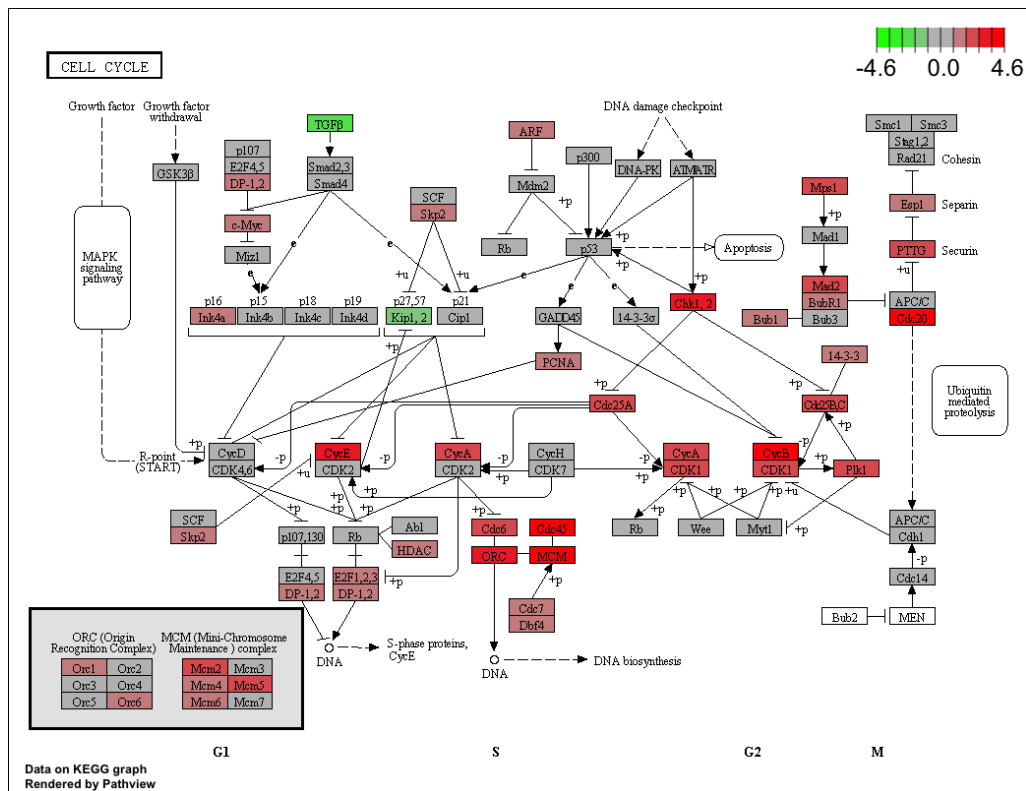 -4.6 0.0 4.6
CELL CYCLE
Growth factor
Growth factor
withdrawal
TGFβ
DNA damage checkpoint
Smc1 Smc3
Stag1,2
Rad21
Cohesin
ARF
p107
E2F4,5
DP-1,2
Smad2,3
Smad4
p300
DNA-PK
ATM/ATR
GSK3β
Mdm2
Mps1
+p
SCF
Skp2
Esp1
Separin
c-Myc
+p
Mad1
Rb
p53
+p
Apoptosis
PTTG
Securin
MAPK
signaling
pathway
Miz1
e
e
e
e
+u
+u
e
e
+p
+p
+u
Mad2
BubR1
Bub3
Bub1
APC/C
Cdc20
p16
p15
p18
p19
p27,57
p21
Ink4a
Ink4b
Ink4c
Ink4d
Kip1, 2
Cip1
GADD45
14-3-3σ
Chk1, 2
+p
PCNA
14-3-3
+p
+p
Cdc25A
Cdc25B,C
Ubiquitin
mediated
proteolysis
R-point
(START)
+p
CycD
CDK4,6
-p
CycE
CDK2
-p
CycA
CDK2
-p
CycH
CDK7
+p
-p
CycA
CDK1
CycB
CDK1
-p
+p
+p
Plk1
+u
+p
+p
+p
+p
+p
+p
+p
+p
+u
+p
SCF
Skp2
p107,130
Rb
Abl
HDAC
Cdc6
Cdc45
ORC
MCM
Rb
Wee
Myt1
APC/C
Cdh1
-p
Cdc14
E2F4,5
DP-1,2
E2F1,2,3
DP-1,2
+p
+p
Cdc7
Dbf4
Bub2
MEN
DNA
S-phase proteins,
CycE
DNA
DNA biosynthesis
ORC (Origin
Recognition Complex)
MCM (Mini-Chromosome
Maintenance ) complex
Orc1 Orc2
Orc3 Orc4
Orc5 Orc6
Mcm2 Mcm3
Mcm4 Mcm5
Mcm6 Mcm7
G1 S G2 M
Data on KEGG graph
Rendered by Pathview